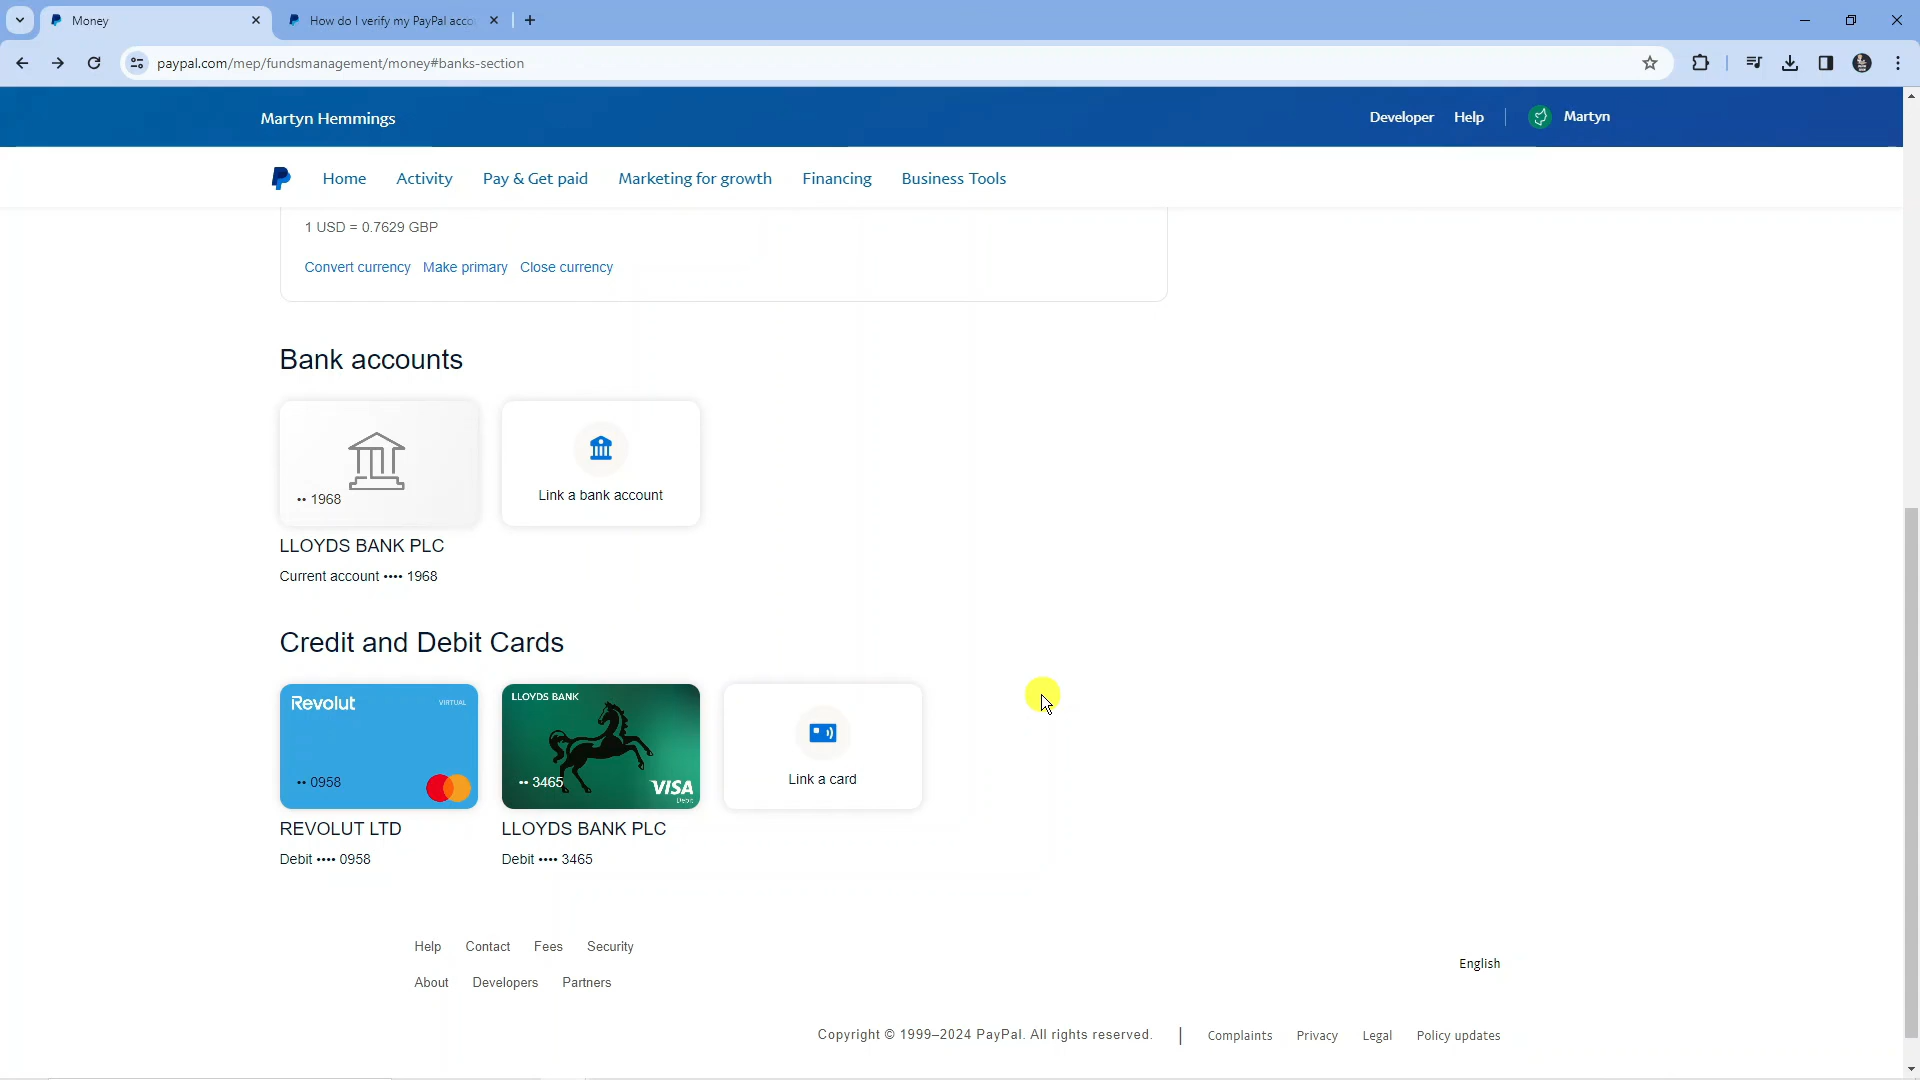 Money
How do I verify my PayPal acco
paypal.com/mep/fundsmanagement/money#banks-section
Martyn Hemmings
Developer Help Martyn
Home Activity Pay & Get paid Marketing for growth Financing Business Tools
1 USD = 0.7629 GBP
Convert currency Make primary Close currency
Bank accounts
•• 1968
Link a bank account
LLOYDS BANK PLC
Current account •••• 1968
Credit and Debit Cards
Revolut VIRTUAL
•• 0958
LLOYDS BANK
•• 3465
VISA
Debit
Link a card
REVOLUT LTD
Debit •••• 0958
LLOYDS BANK PLC
Debit •••• 3465
Help Contact Fees Security
About Developers Partners
English
Copyright © 1999–2024 PayPal. All rights reserved. | Complaints Privacy Legal Policy updates